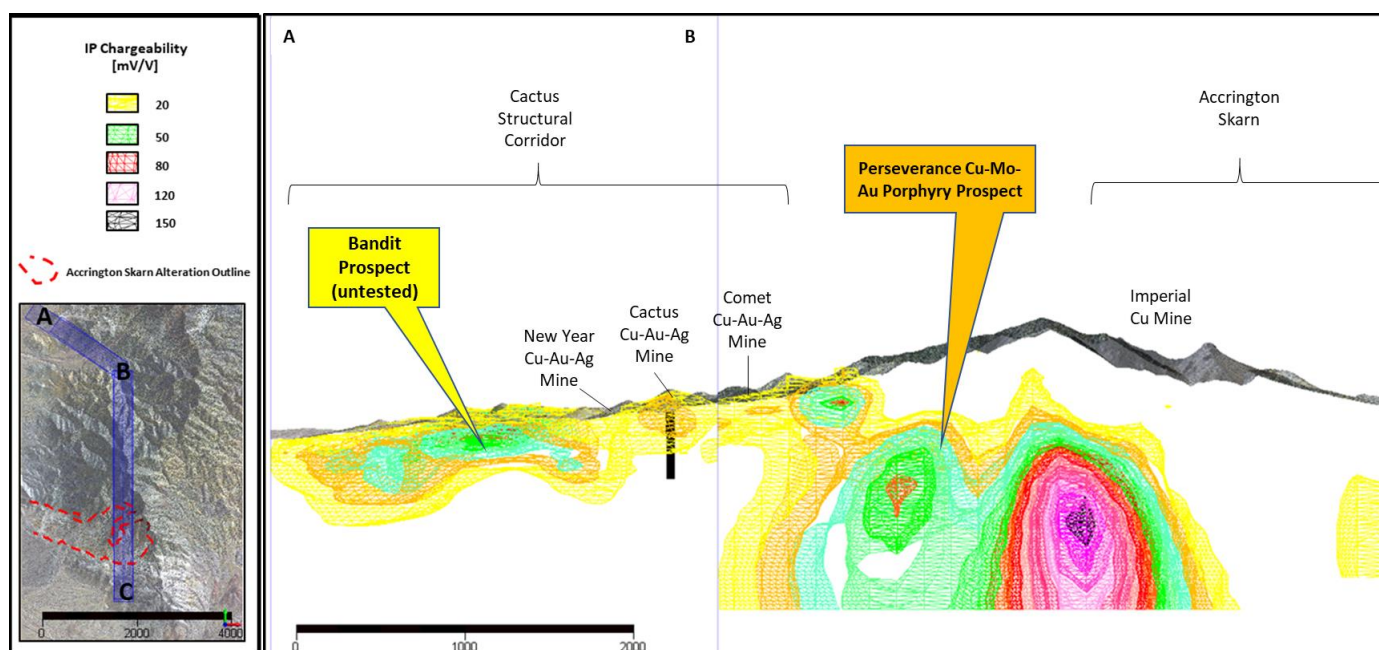 IP Chargeability
[mV/V]
20
50
80
120
150
Accrington Skarn Alteration Outline
A
B
C
0
2000
4000
A
B
Cactus
Structural
Corridor
Accrington
Skarn
Perseverance Cu-Mo-
Au Porphyry Prospect
Bandit
Prospect
(untested)
New Year
Cu-Au-Ag
Mine
Cactus
Cu-Au-Ag
Mine
Comet
Cu-Au-Ag
Mine
Imperial
Cu Mine
0
1000
2000